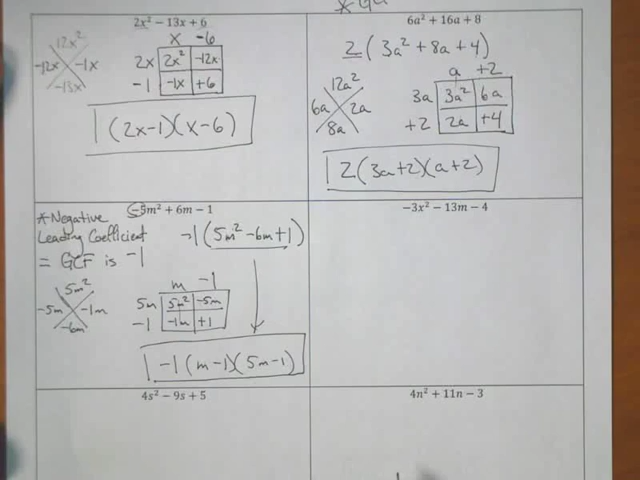 2x² − 13x + 6
12x²
-12x -1x
-13x
x -6
2x 2x² -12x
-1 -1x +6
(2x-1)(x-6)
6a² + 16a + 8
2(3a² + 8a + 4)
12a²
6a 2a
8a
a +2
3a 3a² 6a
+2 2a +4
2(3a+2)(a+2)
−5m² + 6m − 1
*Negative
Leading Coefficient
= GCF is -1
-1(5m² -6m+1)
5m²
-5m -1m
-6m
m -1
5m 5m² -5m
-1 -1m +1
-1(m-1)(5m-1)
−3x² − 13m − 4
4s² − 9s + 5
4n² + 11n − 3